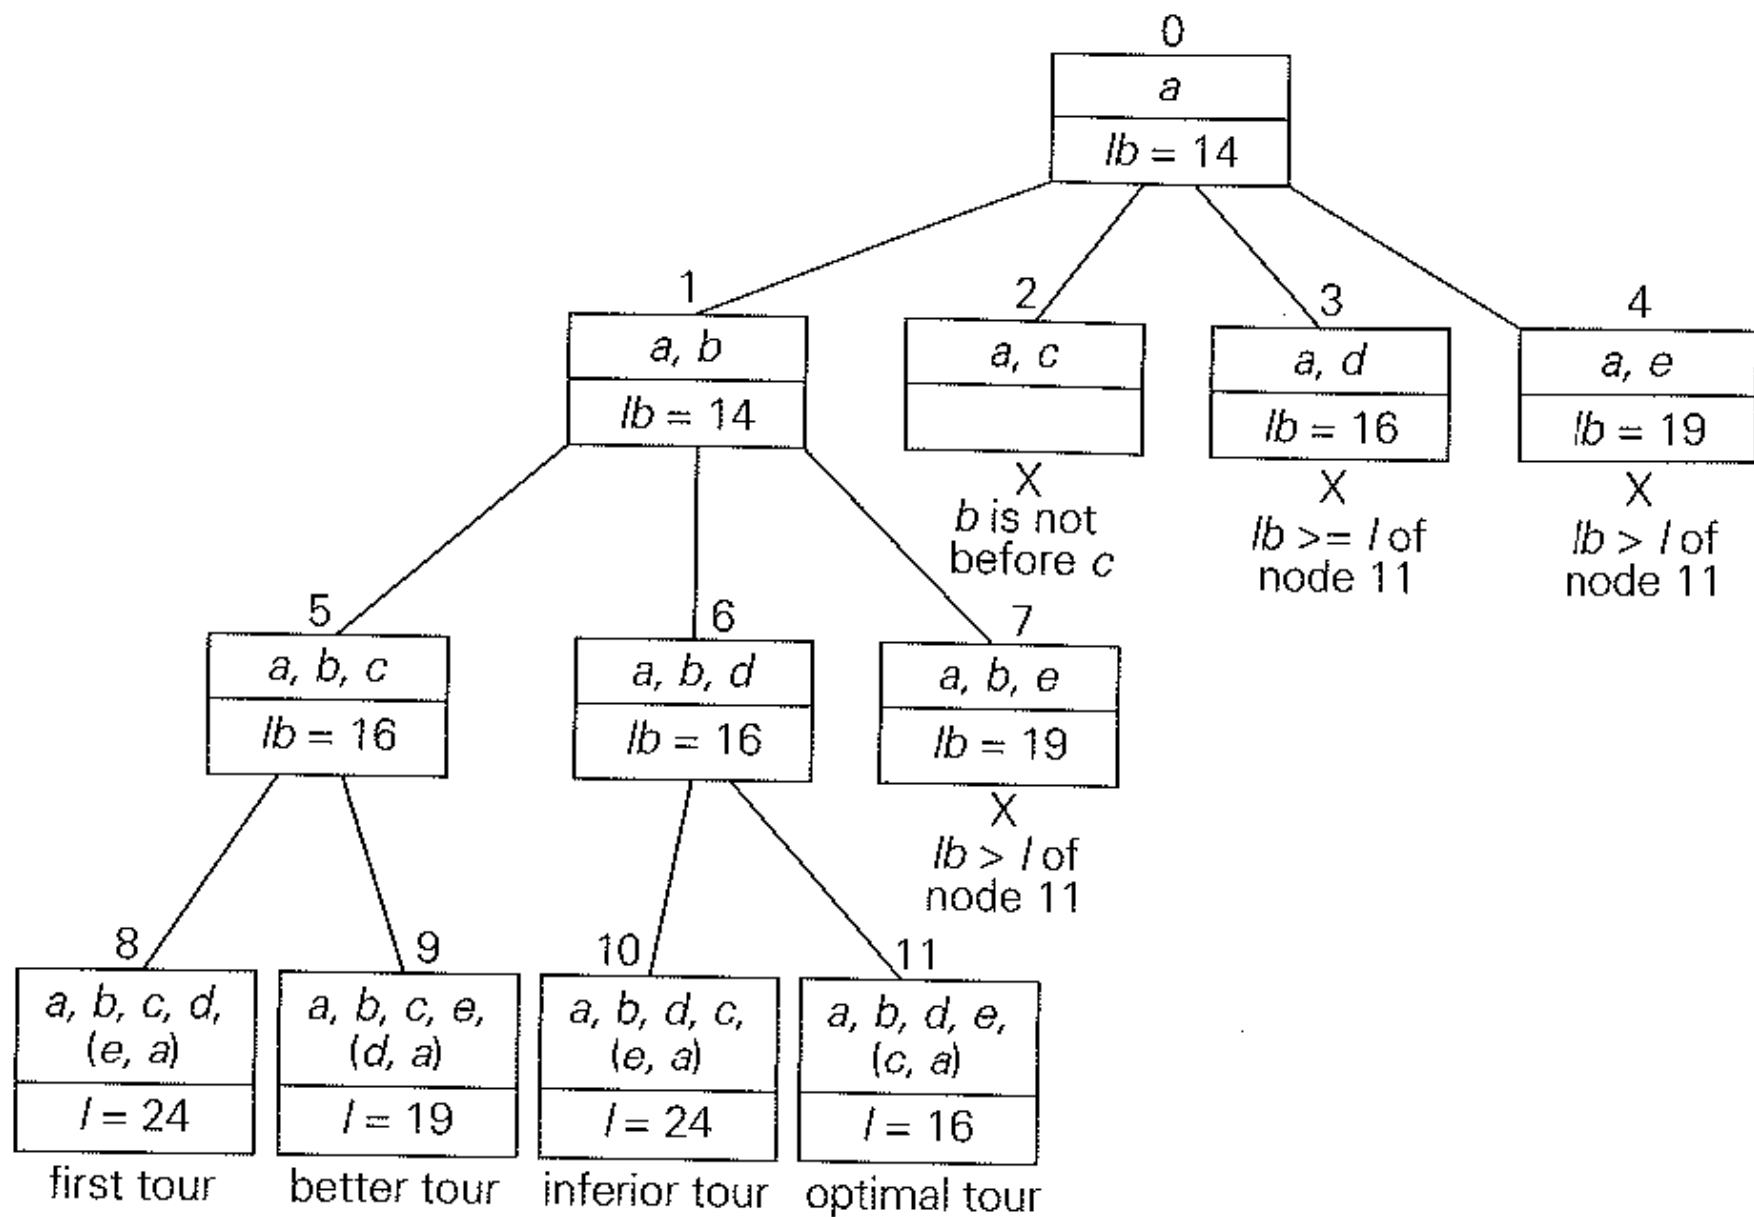 0
a
lb = 14
1
a, b
lb = 14
2
a, c
X
b is not
before c
3
a, d
lb = 16
X
lb >= l of
node 11
4
a, e
lb = 19
X
lb > l of
node 11
5
a, b, c
lb = 16
6
a, b, d
lb = 16
7
a, b, e
lb = 19
X
lb > l of
node 11
8
a, b, c, d,
(e, a)
l = 24
first tour
9
a, b, c, e,
(d, a)
l = 19
better tour
10
a, b, d, c,
(e, a)
l = 24
inferior tour
11
a, b, d, e,
(c, a)
l = 16
optimal tour